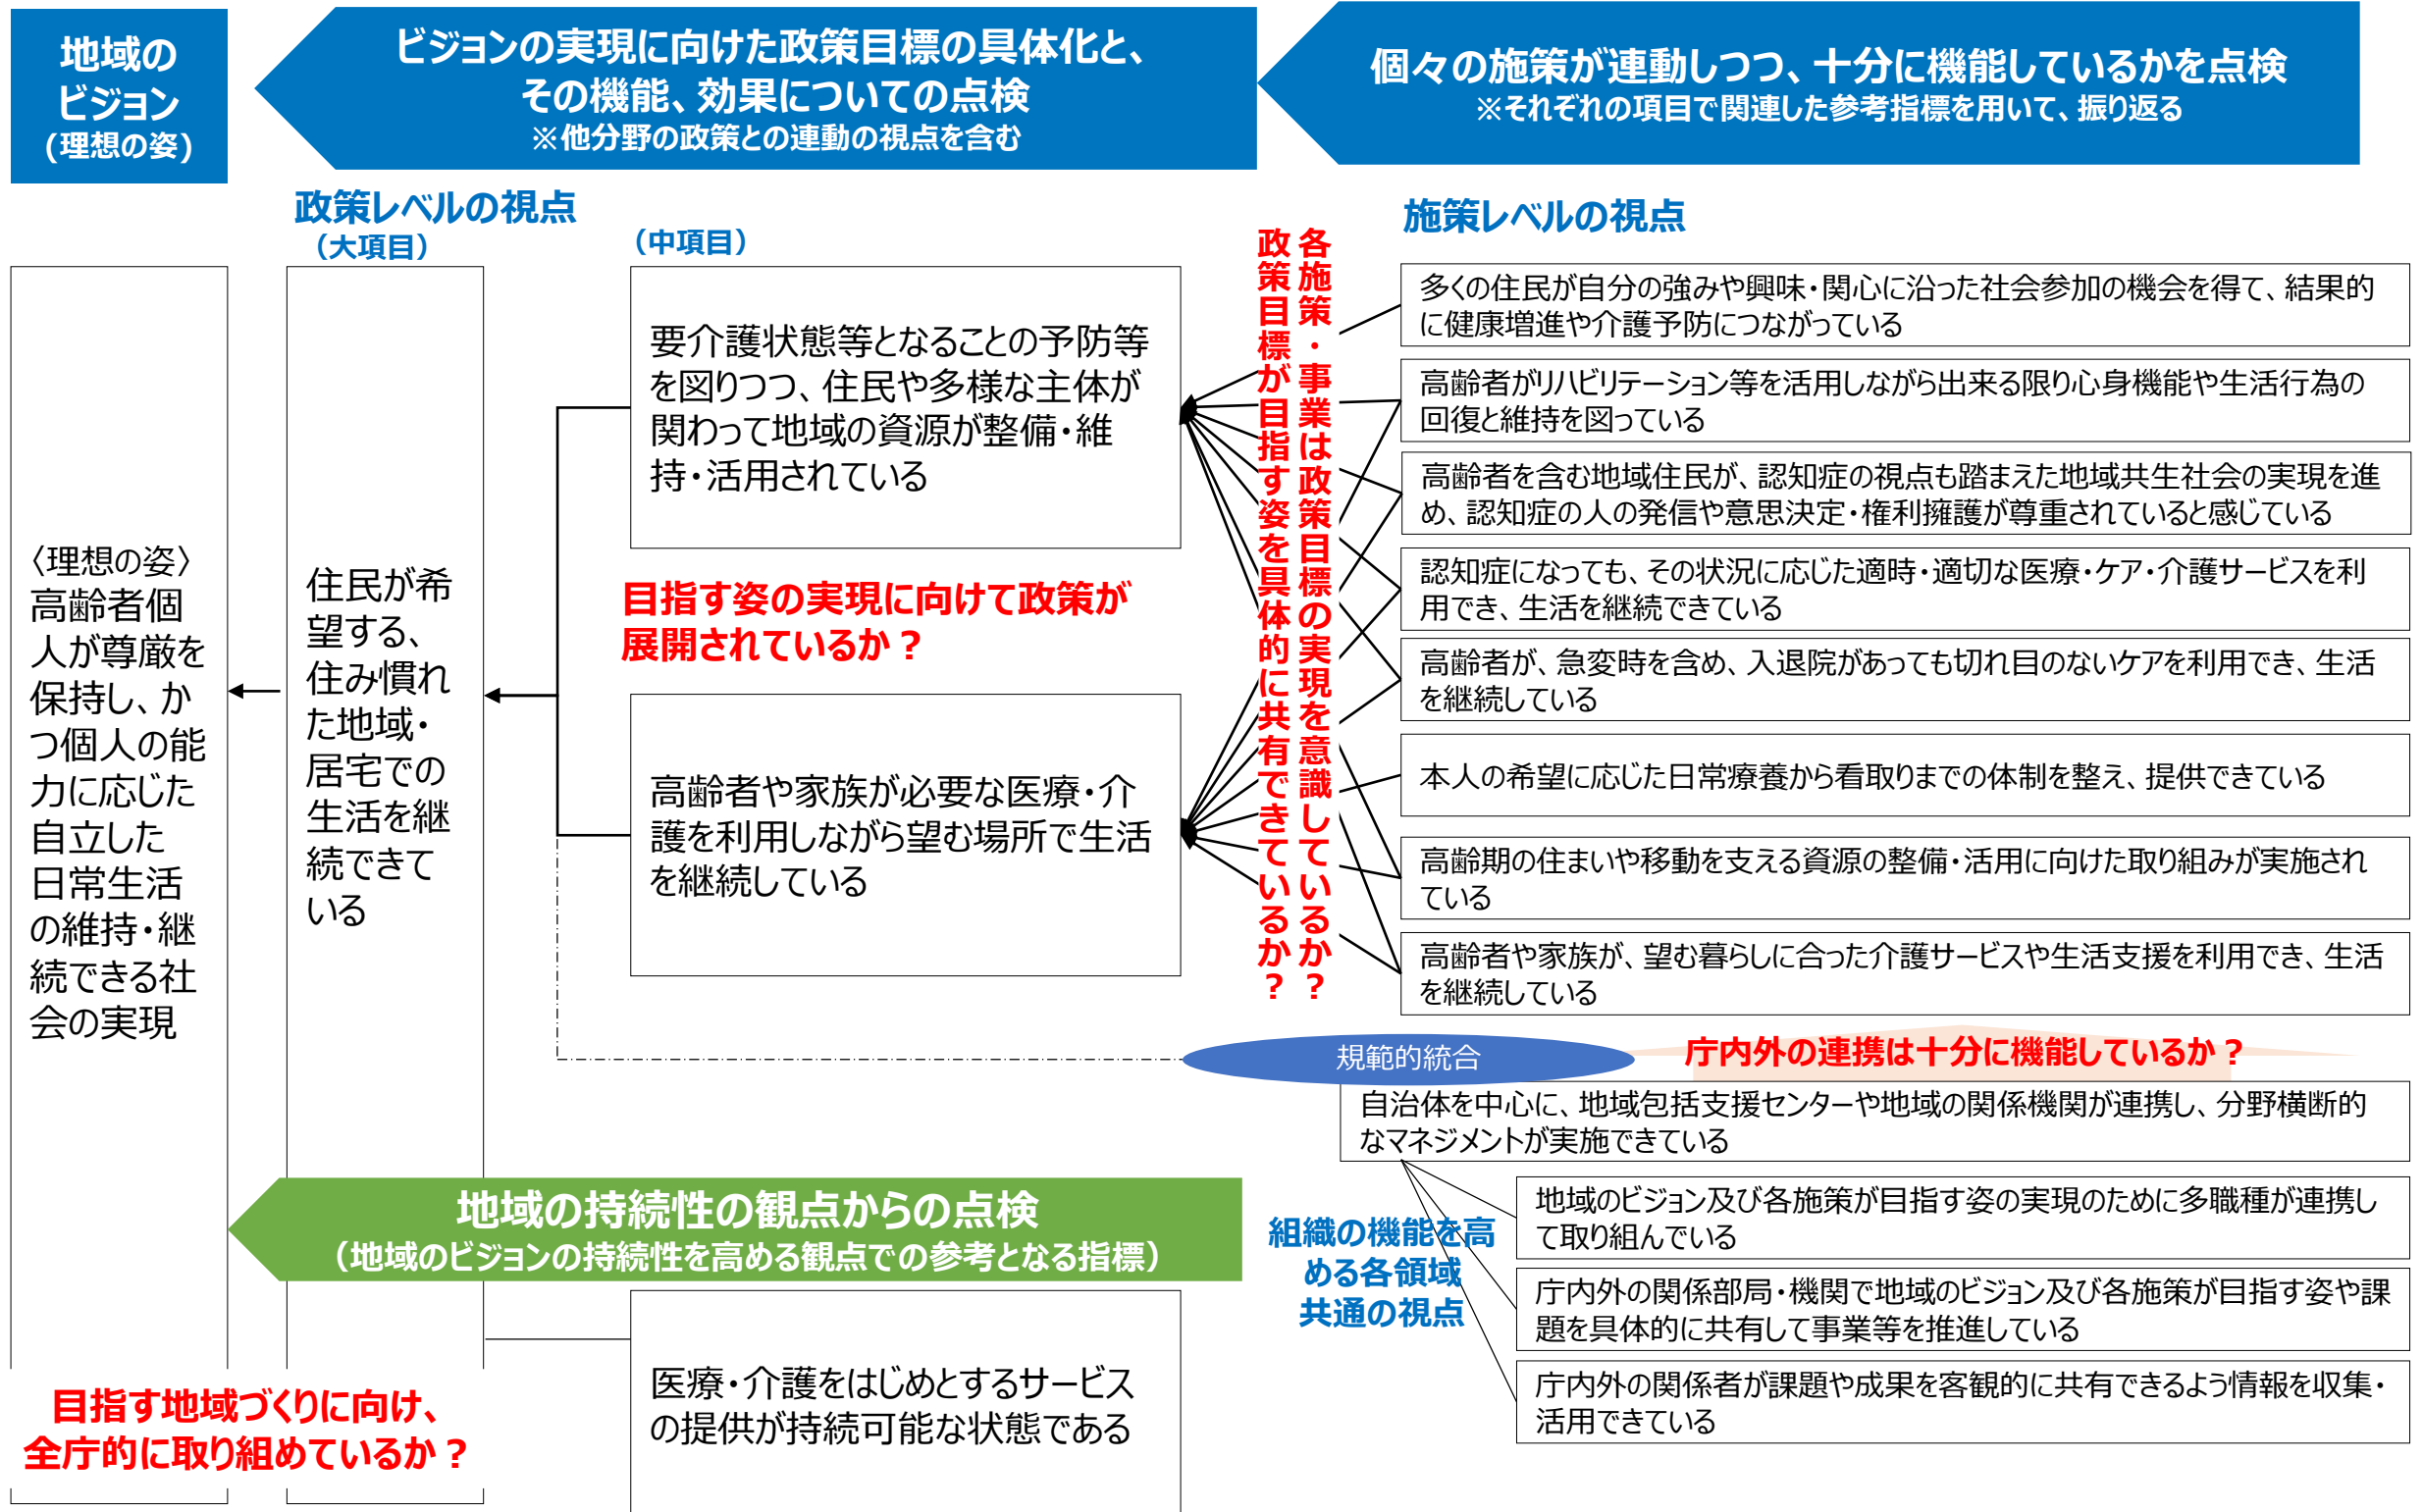 地域の
ビジョン
(理想の姿)
ビジョンの実現に向けた政策目標の具体化と、
その機能、効果についての点検
※他分野の政策との連動の視点を含む
個々の施策が連動しつつ、十分に機能しているかを点検
※それぞれの項目で関連した参考指標を用いて、振り返る
政策レベルの視点
（大項目）
（中項目）
施策レベルの視点
〈理想の姿〉
高齢者個
人が尊厳を
保持し、か
つ個人の能
力に応じた
自立した
日常生活
の維持・継
続できる社
会の実現
住民が希
望する、
住み慣れ
た地域・
居宅での
生活を継
続できて
いる
要介護状態等となることの予防等
を図りつつ、住民や多様な主体が
関わって地域の資源が整備・維
持・活用されている
目指す姿の実現に向けて政策が
展開されているか？
高齢者や家族が必要な医療・介
護を利用しながら望む場所で生活
を継続している
各施策・事業は政策目標の実現を意識しているか？
政策目標が目指す姿を具体的に共有できているか？
多くの住民が自分の強みや興味・関心に沿った社会参加の機会を得て、結果的
に健康増進や介護予防につながっている
高齢者がリハビリテーション等を活用しながら出来る限り心身機能や生活行為の
回復と維持を図っている
高齢者を含む地域住民が、認知症の視点も踏まえた地域共生社会の実現を進
め、認知症の人の発信や意思決定・権利擁護が尊重されていると感じている
認知症になっても、その状況に応じた適時・適切な医療・ケア・介護サービスを利
用でき、生活を継続できている
高齢者が、急変時を含め、入退院があっても切れ目のないケアを利用でき、生活
を継続している
本人の希望に応じた日常療養から看取りまでの体制を整え、提供できている
高齢期の住まいや移動を支える資源の整備・活用に向けた取り組みが実施され
ている
高齢者や家族が、望む暮らしに合った介護サービスや生活支援を利用でき、生活
を継続している
規範的統合
庁内外の連携は十分に機能しているか？
自治体を中心に、地域包括支援センターや地域の関係機関が連携し、分野横断的
なマネジメントが実施できている
地域の持続性の観点からの点検
（地域のビジョンの持続性を高める観点での参考となる指標）
組織の機能を高
める各領域
共通の視点
地域のビジョン及び各施策が目指す姿の実現のために多職種が連携し
て取り組んでいる
庁内外の関係部局・機関で地域のビジョン及び各施策が目指す姿や課
題を具体的に共有して事業等を推進している
庁内外の関係者が課題や成果を客観的に共有できるよう情報を収集・
活用できている
医療・介護をはじめとするサービス
の提供が持続可能な状態である
目指す地域づくりに向け、
全庁的に取り組めているか？